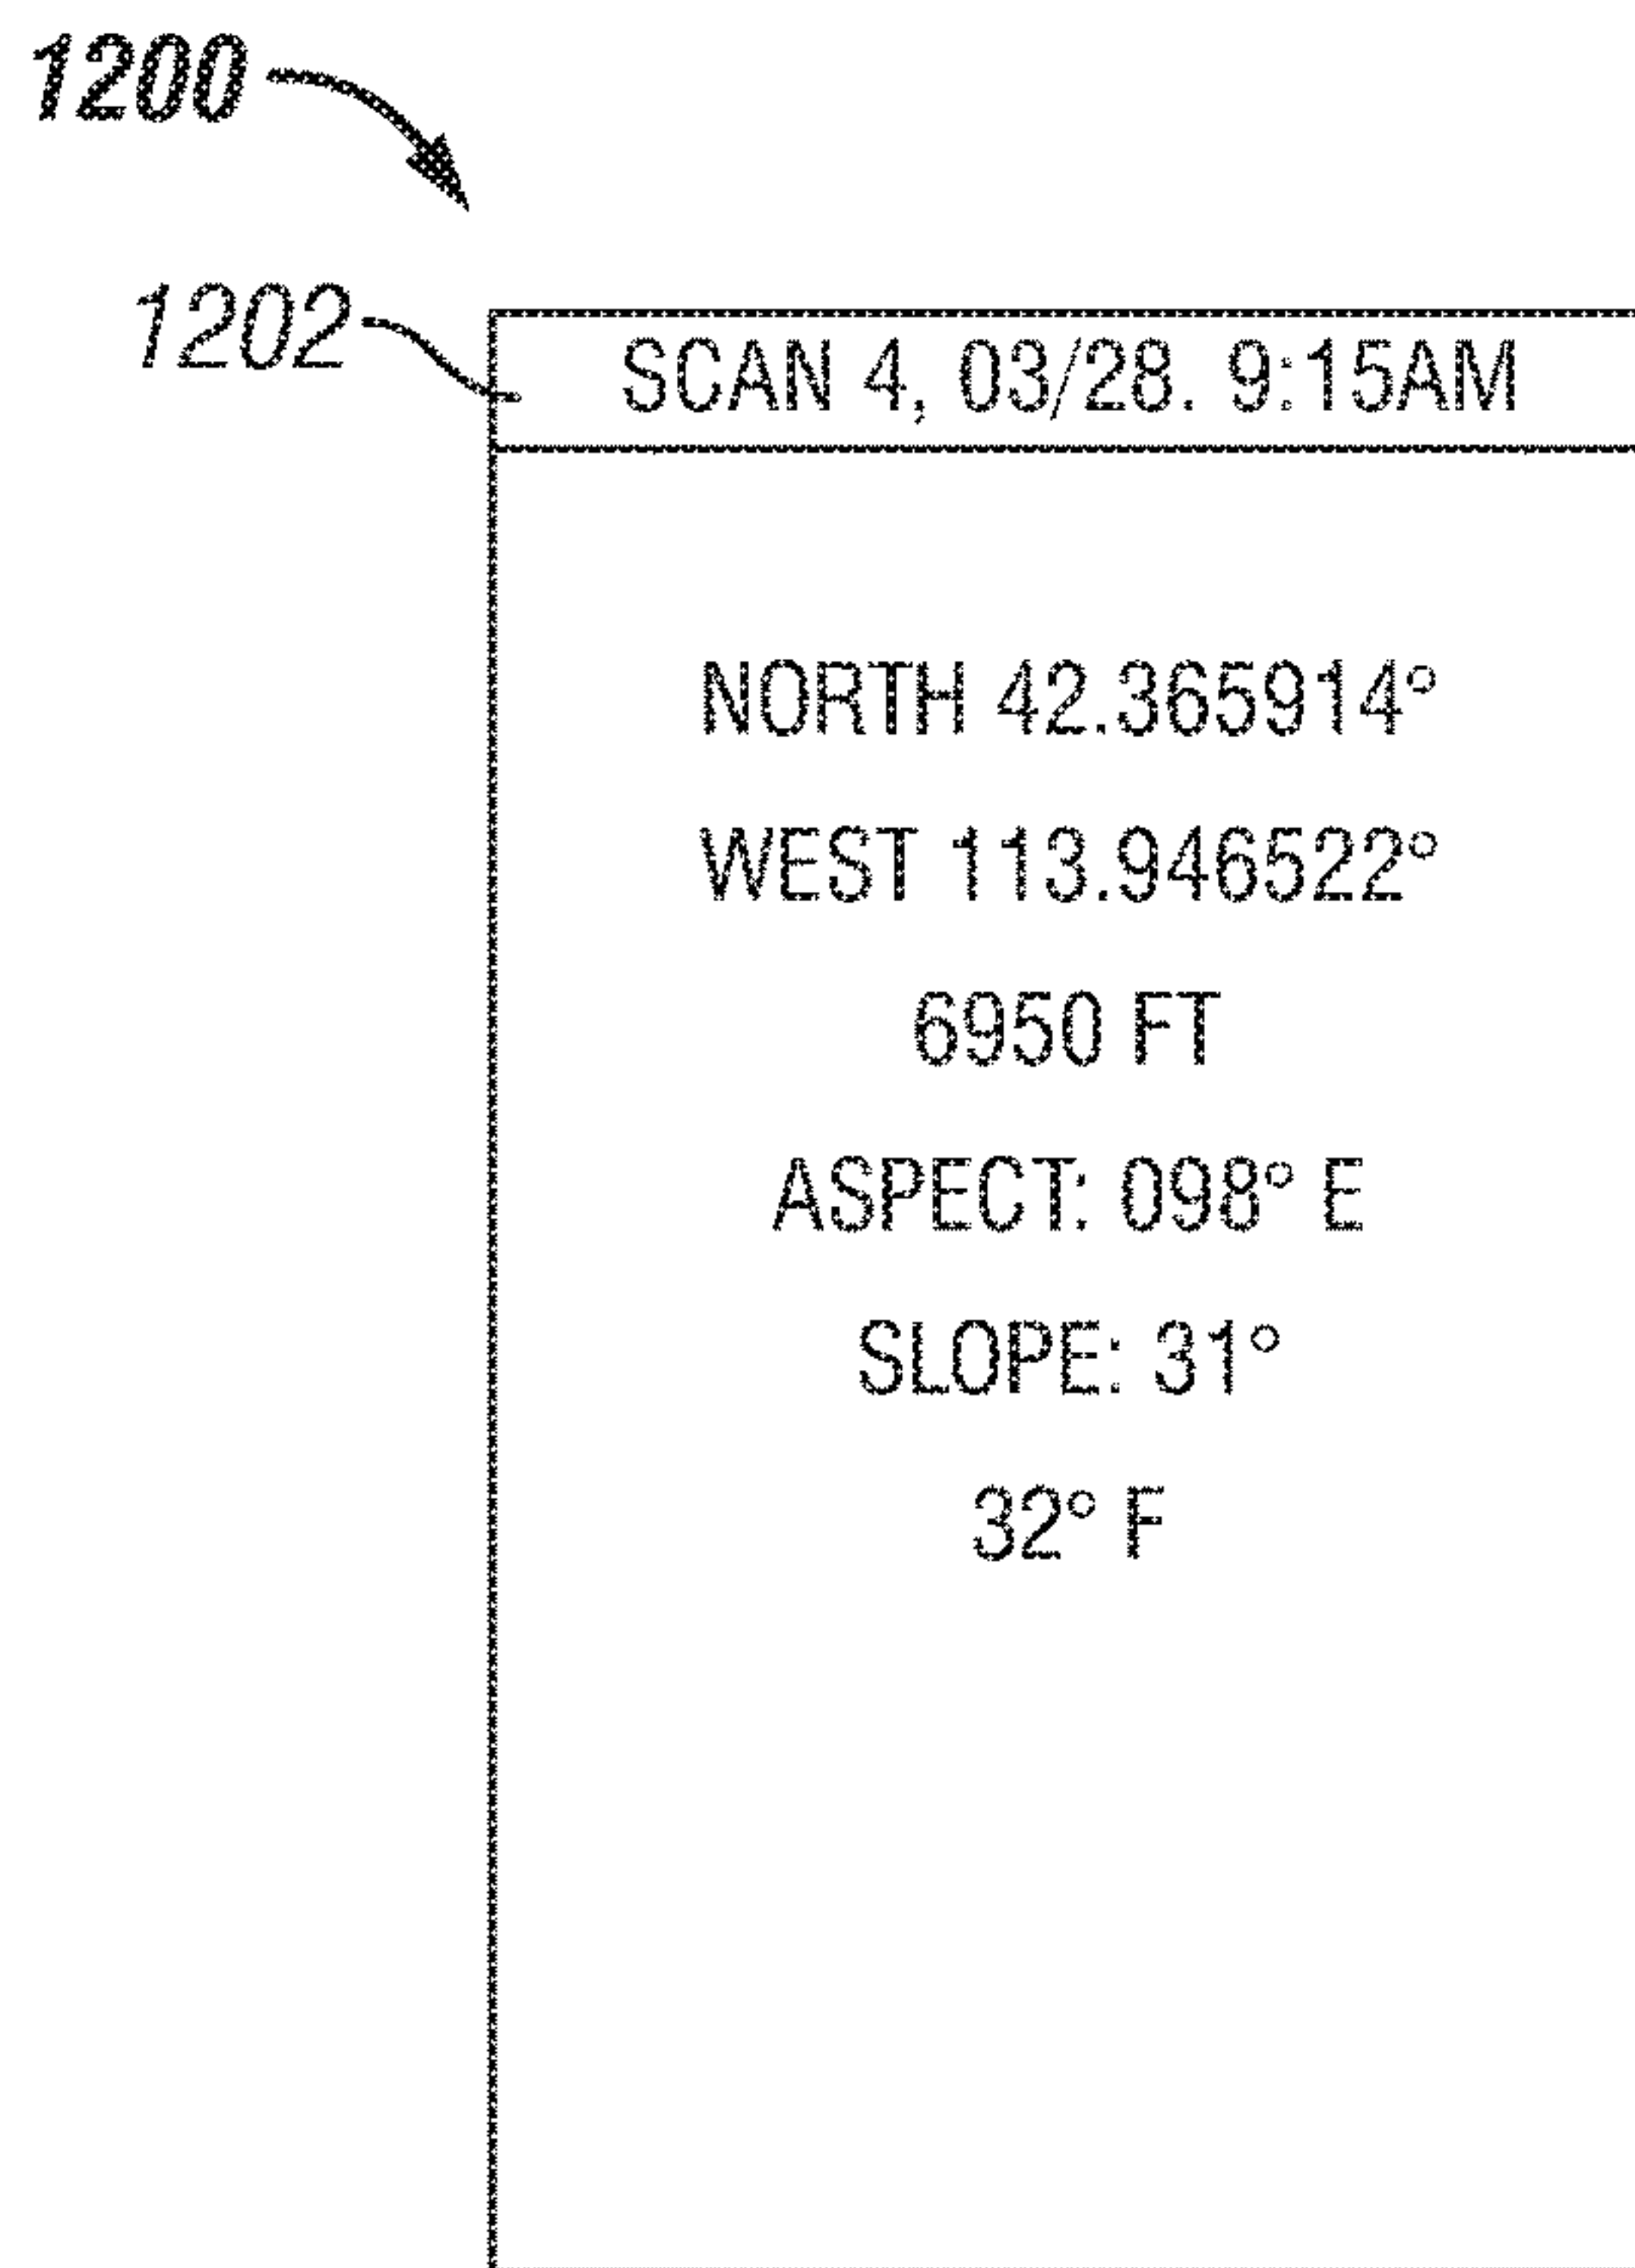 1200
1202
SCAN 4, 03/28. 9:15AM
NORTH 42.365914°
WEST 113.946522°
6950 FT
ASPECT: 098° E
SLOPE: 31°
32° F